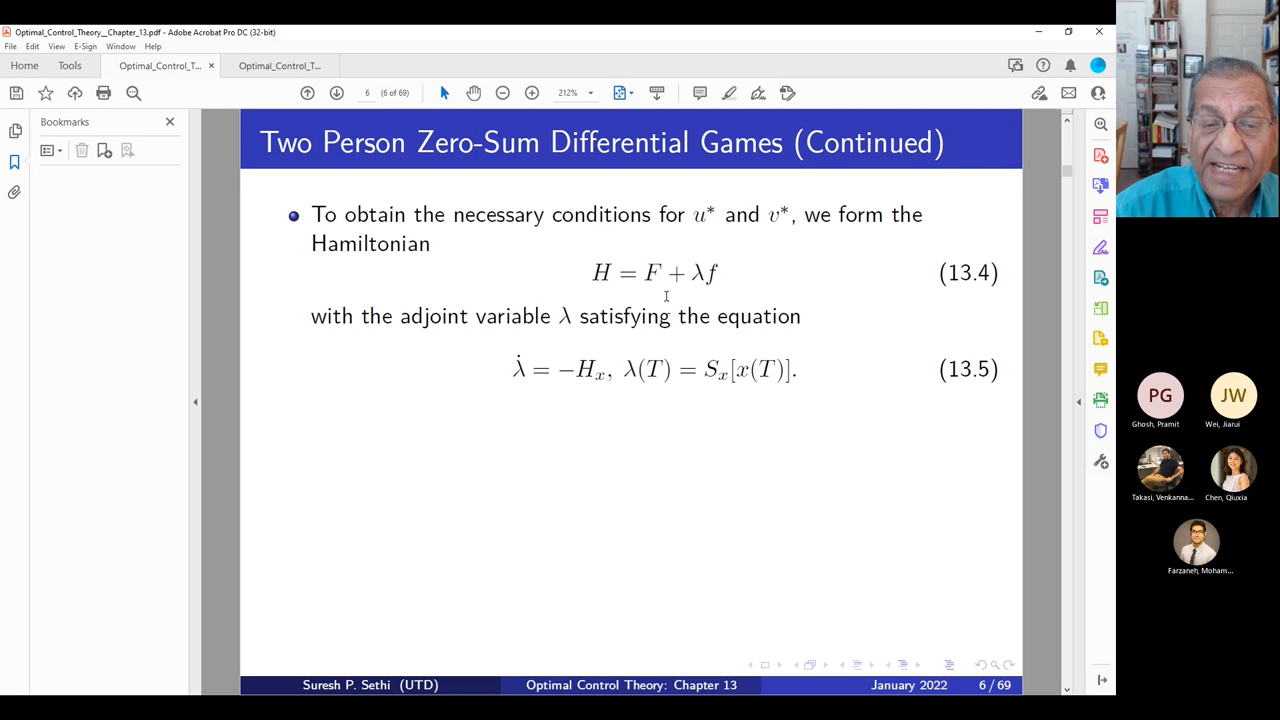 Optimal_Control_Theory__Chapter_13.pdf - Adobe Acrobat Pro DC (32-bit)
File Edit View E-Sign Window Help
Home Tools Optimal_Control_T... × Optimal_Control_T...
6 (6 of 69) 212%
Bookmarks
Two Person Zero-Sum Differential Games (Continued)
To obtain the necessary conditions for u* and v*, we form the
Hamiltonian
H = F + λf (13.4)
with the adjoint variable λ satisfying the equation
λ̇ = −Hₓ, λ(T) = Sₓ[x(T)]. (13.5)
Suresh P. Sethi (UTD) Optimal Control Theory: Chapter 13 January 2022 6 / 69
PG JW
Ghosh, Pramit Wei, Jiarui
Takasi, Venkanna... Chen, Qiuxia
Farzaneh, Moham...